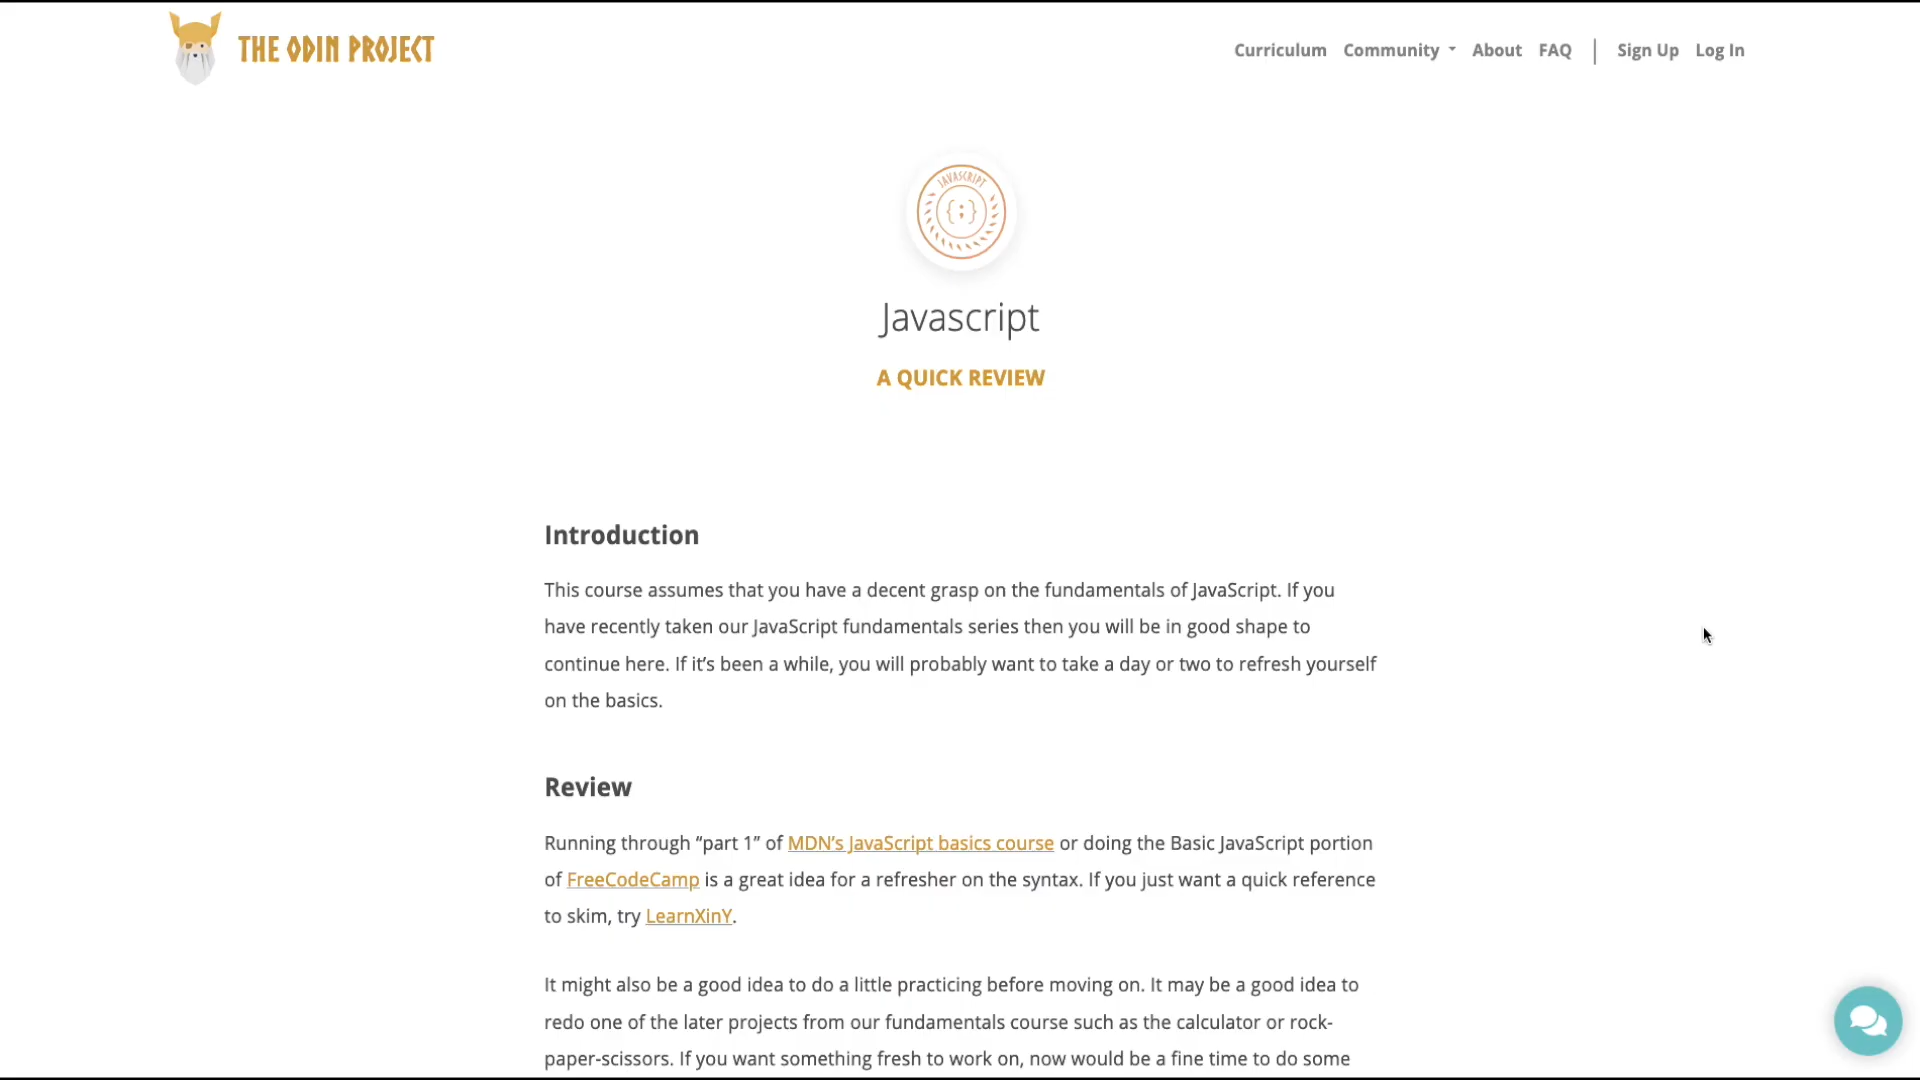 THE ODIN PROJECT
Curriculum Community About FAQ Sign Up Log In
JAVASCRIPT
{;}
Javascript
A QUICK REVIEW
Introduction
This course assumes that you have a decent grasp on the fundamentals of JavaScript. If you
have recently taken our JavaScript fundamentals series then you will be in good shape to
continue here. If it’s been a while, you will probably want to take a day or two to refresh yourself
on the basics.
Review
Running through “part 1” of MDN’s JavaScript basics course or doing the Basic JavaScript portion
of FreeCodeCamp is a great idea for a refresher on the syntax. If you just want a quick reference
to skim, try LearnXinY.
It might also be a good idea to do a little practicing before moving on. It may be a good idea to
redo one of the later projects from our fundamentals course such as the calculator or rock-
paper-scissors. If you want something fresh to work on, now would be a fine time to do some